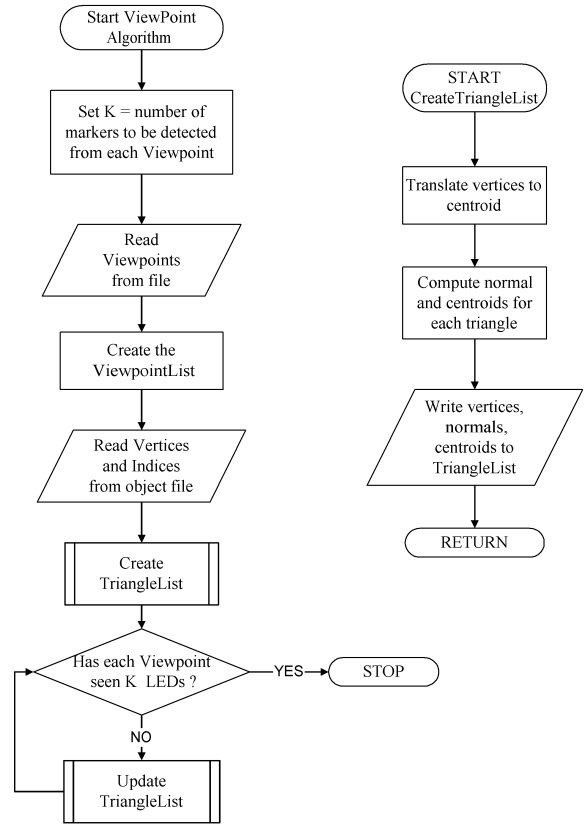 Start ViewPoint
Algorithm
Set K = number of
markers to be detected
from each Viewpoint
Read
Viewpoints
from file
Create the
ViewpointList
Read Vertices
and Indices
from object file
Create
TriangleList
Has each Viewpoint
seen K LEDs ?
YES
STOP
NO
Update
TriangleList
START
CreateTriangleList
Translate vertices to
centroid
Compute normal
and centroids for
each triangle
Write vertices,
normals,
centroids to
TriangleList
RETURN